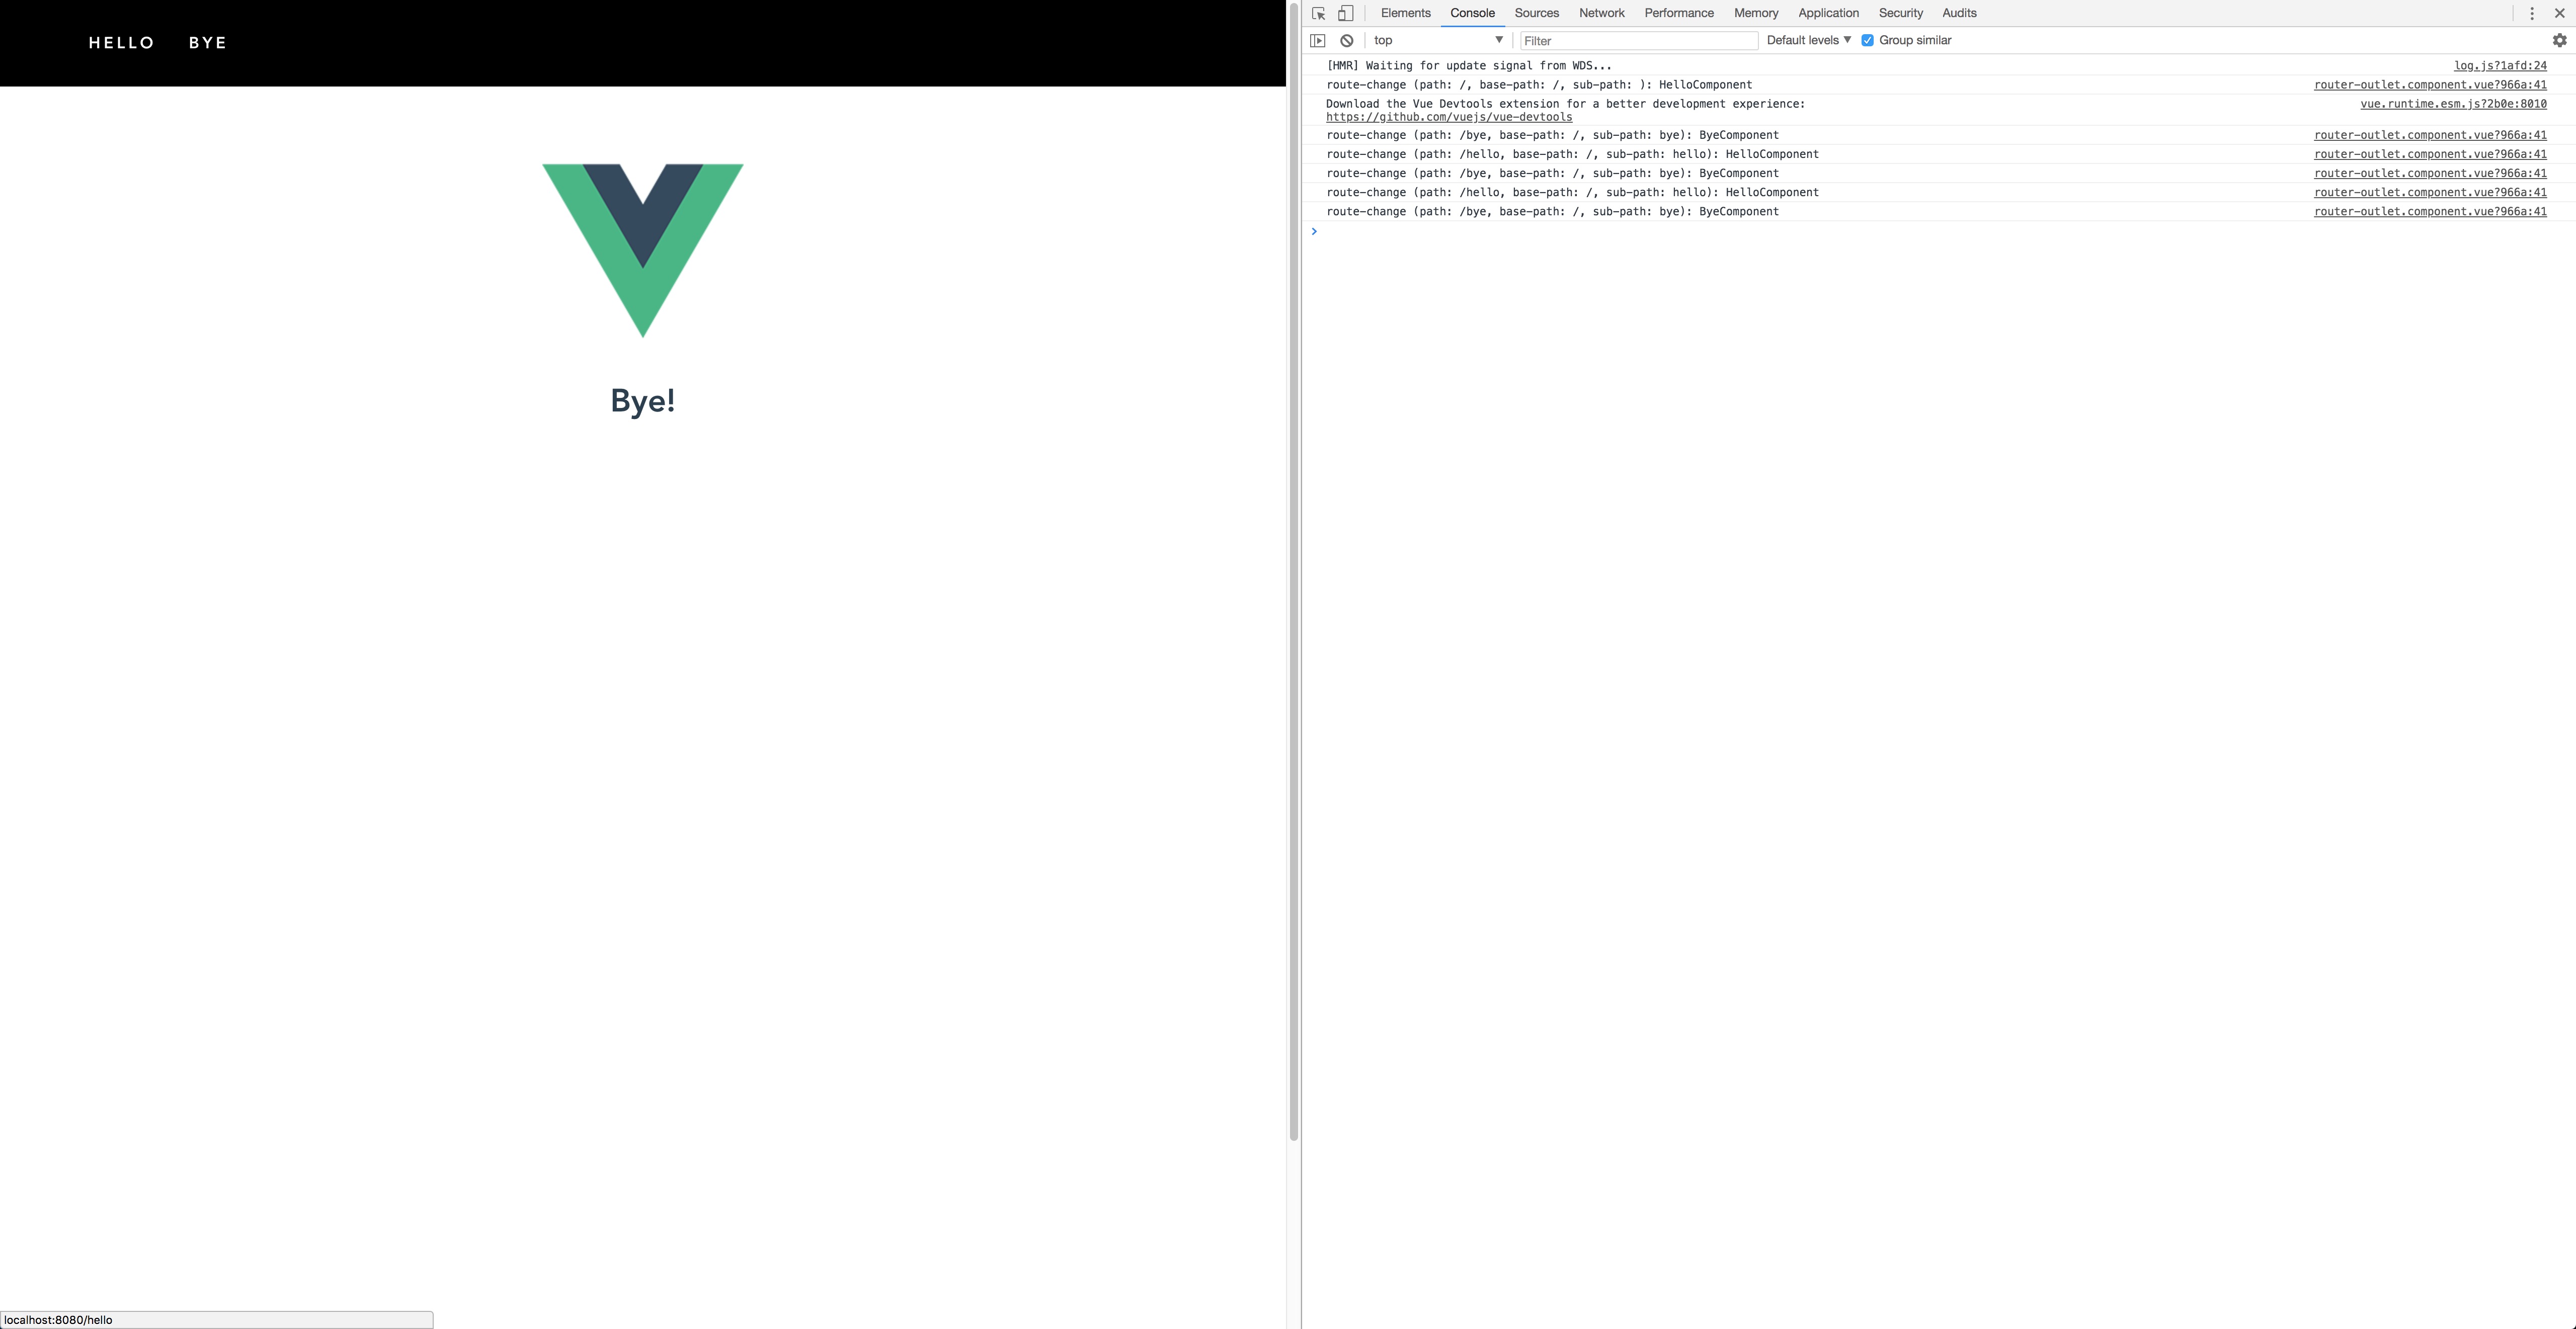 HELLO BYE
Bye!
localhost:8080/hello
Elements Console Sources Network Performance Memory Application Security Audits
top Filter Default levels Group similar
[HMR] Waiting for update signal from WDS... log.js?1afd:24
route-change (path: /, base-path: /, sub-path: ): HelloComponent router-outlet.component.vue?966a:41
Download the Vue Devtools extension for a better development experience: vue.runtime.esm.js?2b0e:8010
https://github.com/vuejs/vue-devtools
route-change (path: /bye, base-path: /, sub-path: bye): ByeComponent router-outlet.component.vue?966a:41
route-change (path: /hello, base-path: /, sub-path: hello): HelloComponent router-outlet.component.vue?966a:41
route-change (path: /bye, base-path: /, sub-path: bye): ByeComponent router-outlet.component.vue?966a:41
route-change (path: /hello, base-path: /, sub-path: hello): HelloComponent router-outlet.component.vue?966a:41
route-change (path: /bye, base-path: /, sub-path: bye): ByeComponent router-outlet.component.vue?966a:41